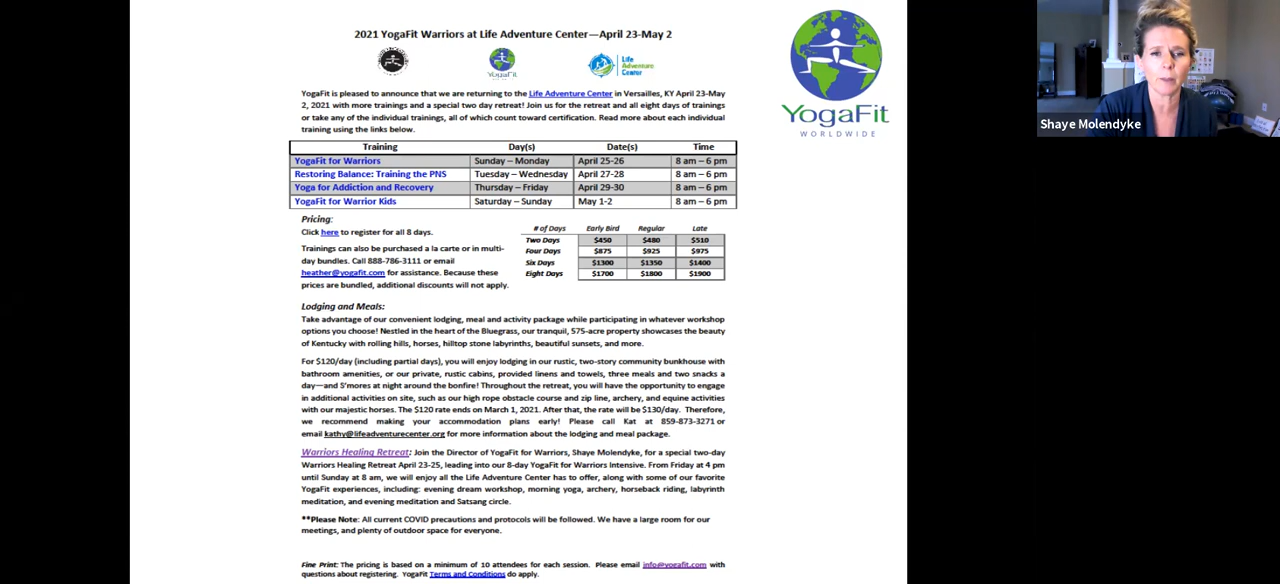 2021 YogaFit Warriors at Life Adventure Center—April 23-May 2
YogaFit
Life
Adventure
Center
YogaFit is pleased to announce that we are returning to the Life Adventure Center in Versailles, KY April 23-May
2, 2021 with more trainings and a special two day retreat! Join us for the retreat and all eight days of trainings
or take any of the individual trainings, all of which count toward certification. Read more about each individual
training using the links below.
Training Day(s) Date(s) Time
YogaFit for Warriors Sunday – Monday April 25-26 8 am – 6 pm
Restoring Balance: Training the PNS Tuesday – Wednesday April 27-28 8 am – 6 pm
Yoga for Addiction and Recovery Thursday – Friday April 29-30 8 am – 6 pm
YogaFit for Warrior Kids Saturday – Sunday May 1-2 8 am – 6 pm
Pricing:
Click here to register for all 8 days.
Trainings can also be purchased a la carte or in multi-
day bundles. Call 888-786-3111 or email
heather@yogafit.com for assistance. Because these
prices are bundled, additional discounts will not apply.
# of Days Early Bird Regular Late
Two Days $450 $480 $510
Four Days $875 $925 $975
Six Days $1300 $1350 $1400
Eight Days $1700 $1800 $1900
Lodging and Meals:
Take advantage of our convenient lodging, meal and activity package while participating in whatever workshop
options you choose! Nestled in the heart of the Bluegrass, our tranquil, 575-acre property showcases the beauty
of Kentucky with rolling hills, horses, hilltop stone labyrinths, beautiful sunsets, and more.
For $120/day (including partial days), you will enjoy lodging in our rustic, two-story community bunkhouse with
bathroom amenities, or our private, rustic cabins, provided linens and towels, three meals and two snacks a
day—and S'mores at night around the bonfire! Throughout the retreat, you will have the opportunity to engage
in additional activities on site, such as our high rope obstacle course and zip line, archery, and equine activities
with our majestic horses. The $120 rate ends on March 1, 2021. After that, the rate will be $130/day. Therefore,
we recommend making your accommodation plans early! Please call Kat at 859-873-3271 or
email kathy@lifeadventurecenter.org for more information about the lodging and meal package.
Warriors Healing Retreat: Join the Director of YogaFit for Warriors, Shaye Molendyke, for a special two-day
Warriors Healing Retreat April 23-25, leading into our 8-day YogaFit for Warriors Intensive. From Friday at 4 pm
until Sunday at 8 am, we will enjoy all the Life Adventure Center has to offer, along with some of our favorite
YogaFit experiences, including: evening dream workshop, morning yoga, archery, horseback riding, labyrinth
meditation, and evening meditation and Satsang circle.
**Please Note: All current COVID precautions and protocols will be followed. We have a large room for our
meetings, and plenty of outdoor space for everyone.
Fine Print: The pricing is based on a minimum of 10 attendees for each session. Please email info@yogafit.com with
questions about registering. YogaFit Terms and Conditions do apply.
YogaFit
WORLDWIDE
Shaye Molendyke